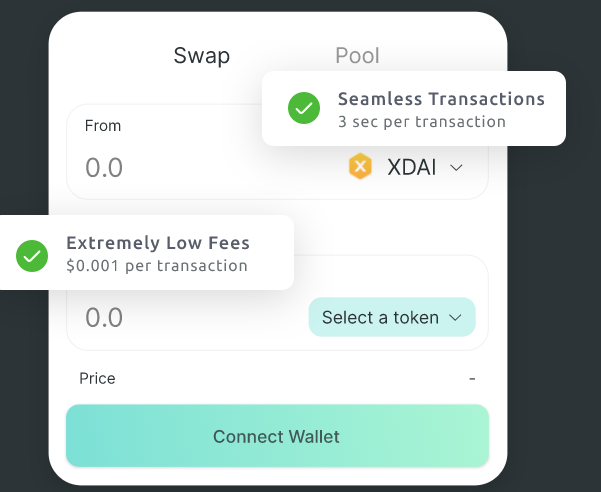 Swap
Pool
Seamless Transactions
3 sec per transaction
From
0.0
XDAI
Extremely Low Fees
$0.001 per transaction
0.0
Select a token
Price
-
Connect Wallet